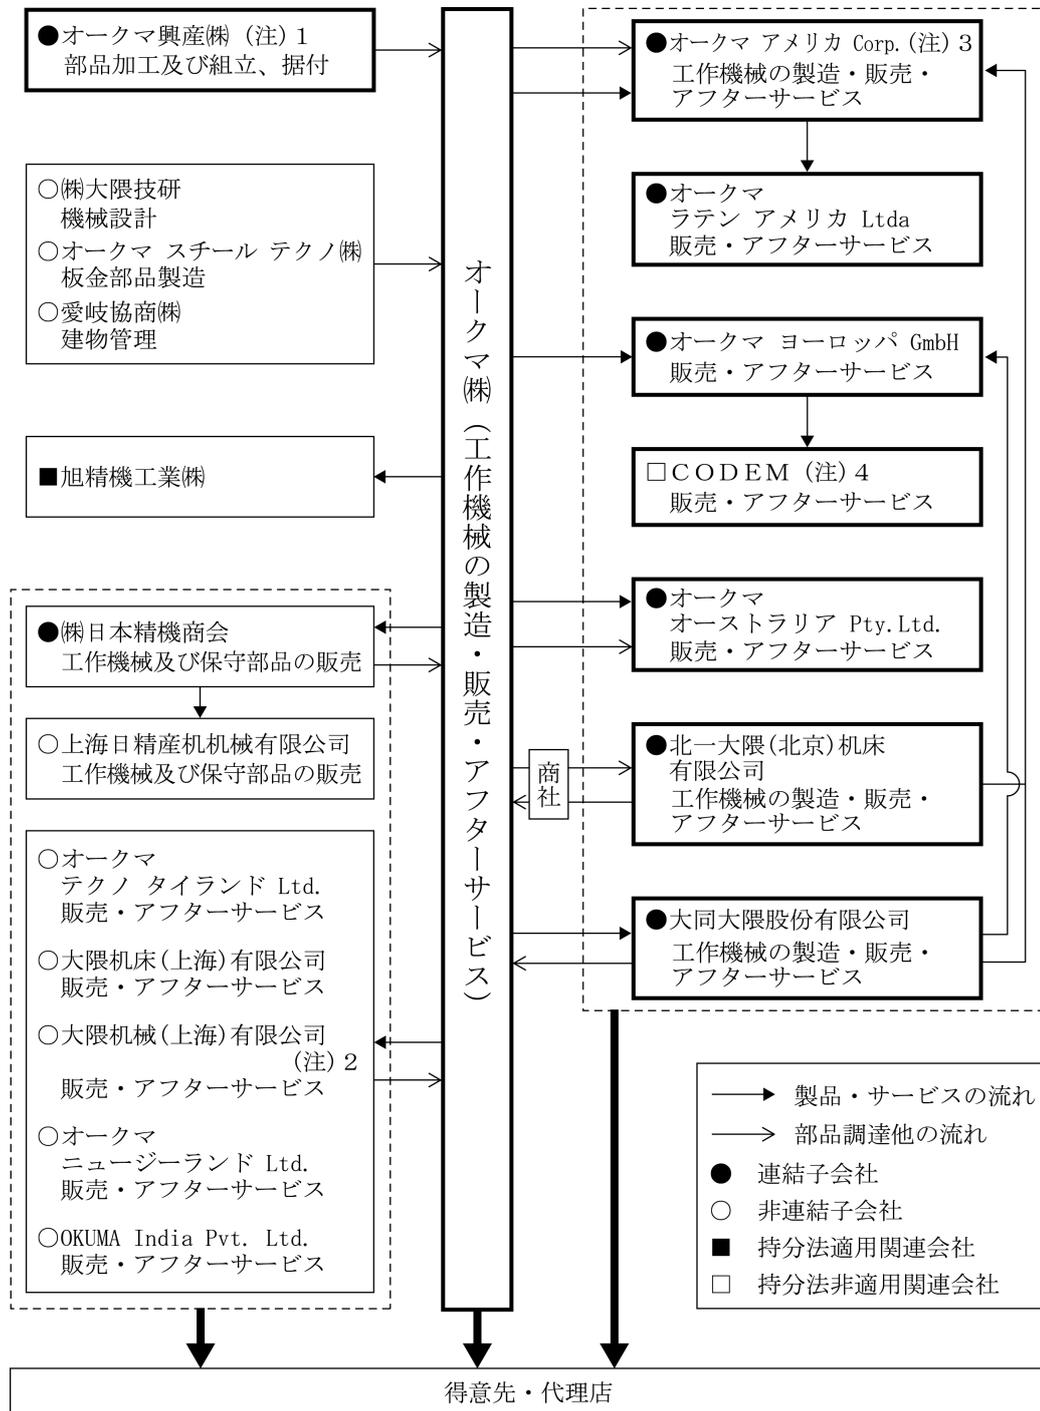 ●オークマ興産㈱ (注)1
部品加工及び組立、据付
○㈱大隈技研
機械設計
○オークマ スチール テクノ㈱
板金部品製造
○愛岐協商㈱
建物管理
■旭精機工業㈱
●㈱日本精機商会
工作機械及び保守部品の販売
○上海日精産机机械有限公司
工作機械及び保守部品の販売
○オークマ
テクノ タイランド Ltd.
販売・アフターサービス
○大隈机床(上海)有限公司
販売・アフターサービス
○大隈机械(上海)有限公司
(注)2
販売・アフターサービス
○オークマ
ニュージーランド Ltd.
販売・アフターサービス
○OKUMA India Pvt. Ltd.
販売・アフターサービス
オークマ㈱(工作機械の製造・販売・アフターサービス)
商社
●オークマ アメリカ Corp.(注)3
工作機械の製造・販売・
アフターサービス
●オークマ
ラテン アメリカ Ltda
販売・アフターサービス
●オークマ ヨーロッパ GmbH
販売・アフターサービス
□CODEM (注)4
販売・アフターサービス
●オークマ
オーストラリア Pty.Ltd.
販売・アフターサービス
●北一大隈(北京)机床
有限公司
工作機械の製造・販売・
アフターサービス
●大同大隈股份有限公司
工作機械の製造・販売・
アフターサービス
製品・サービスの流れ
部品調達他の流れ
● 連結子会社
○ 非連結子会社
■ 持分法適用関連会社
□ 持分法非適用関連会社
得意先・代理店